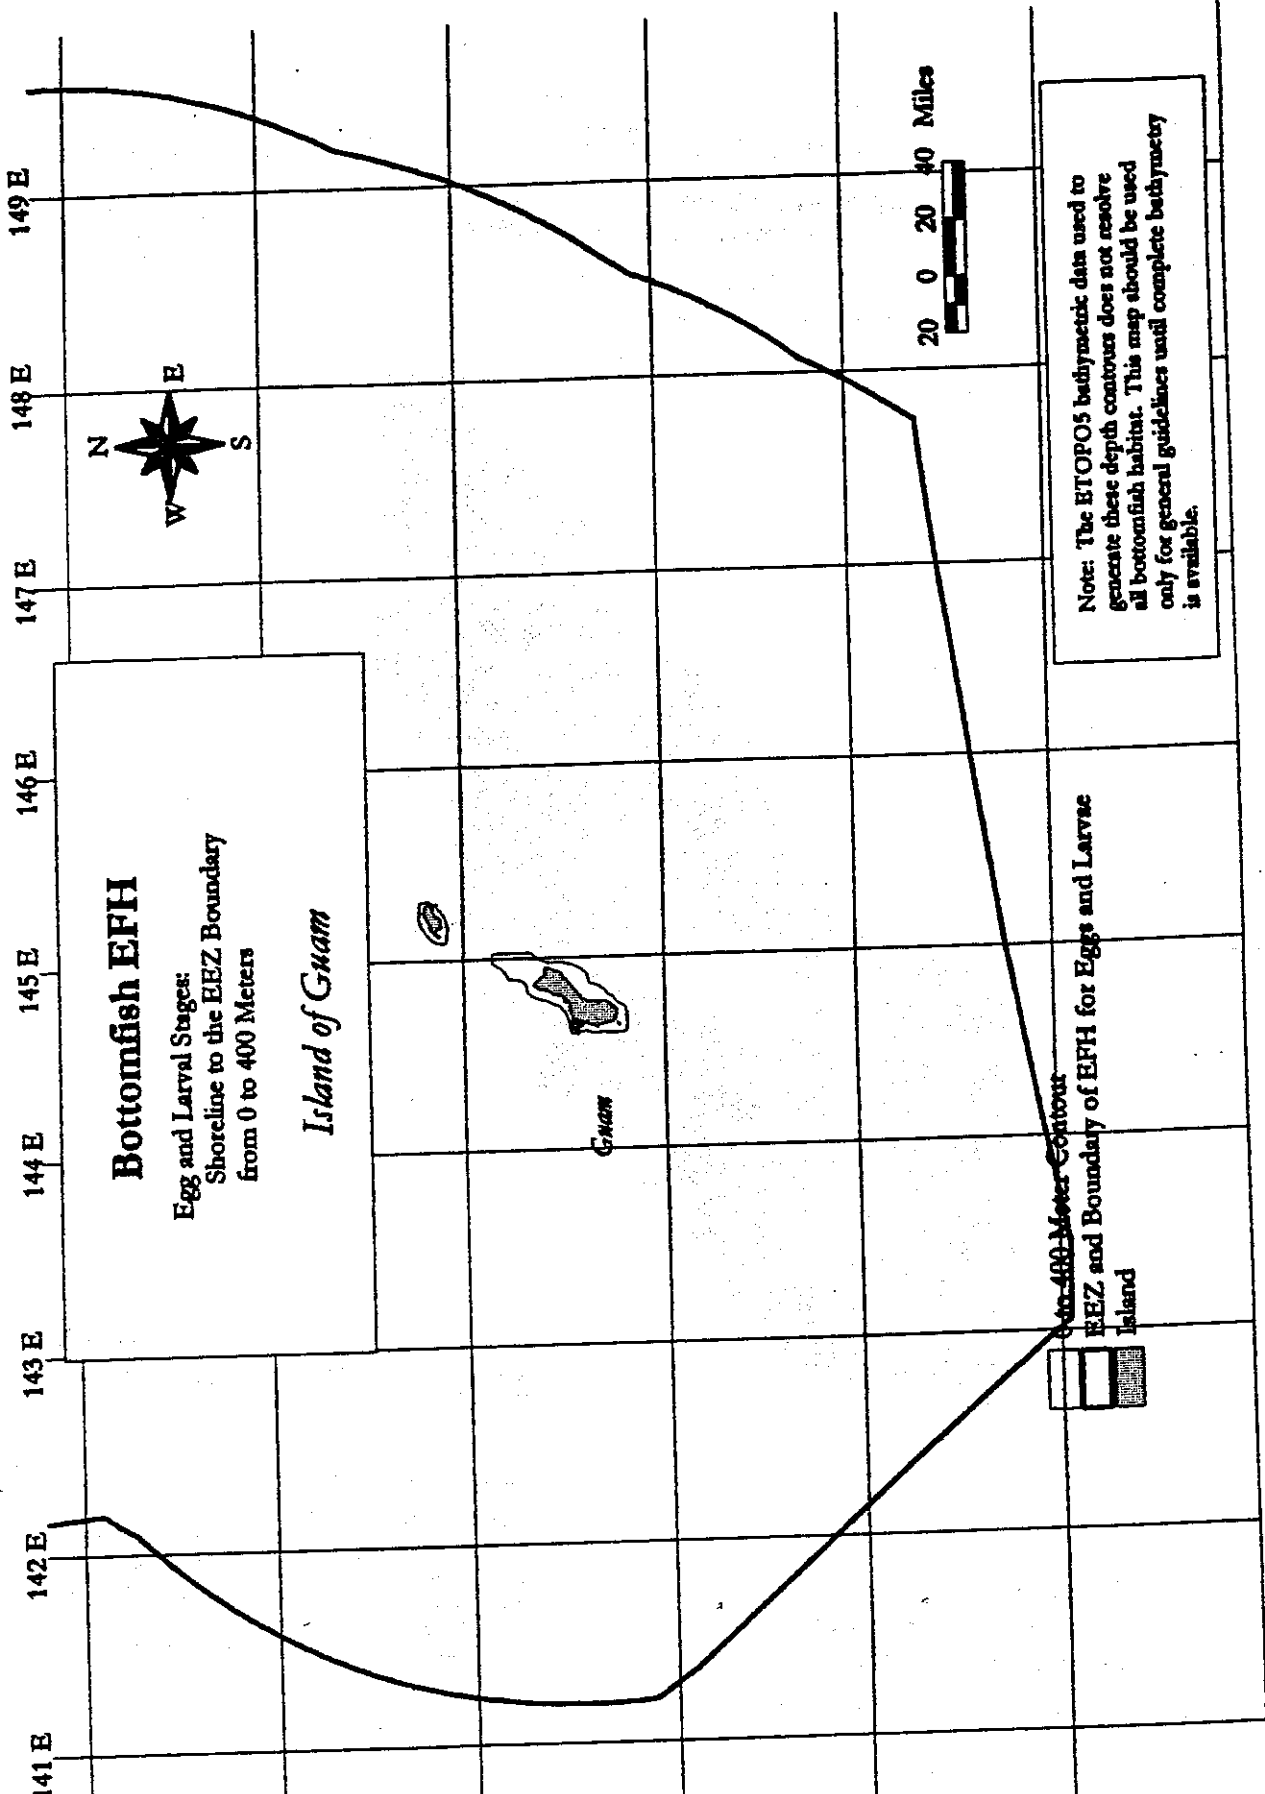 141 E
142 E
143 E
144 E
145 E
146 E
147 E
148 E
149 E
Bottomfish EFH
Egg and Larval Stages:
Shoreline to the EEZ Boundary
from 0 to 400 Meters
Island of Guam
N
W
E
S
Guam
20 0 20 40 Miles
0 to 400 Meter Contour
EEZ and Boundary of EFH for Eggs and Larvae
Island
Note: The ETOPO5 bathymetric data used to
generate these depth contours does not resolve
all bottomfish habitat. This map should be used
only for general guidelines until complete bathymetry
is available.